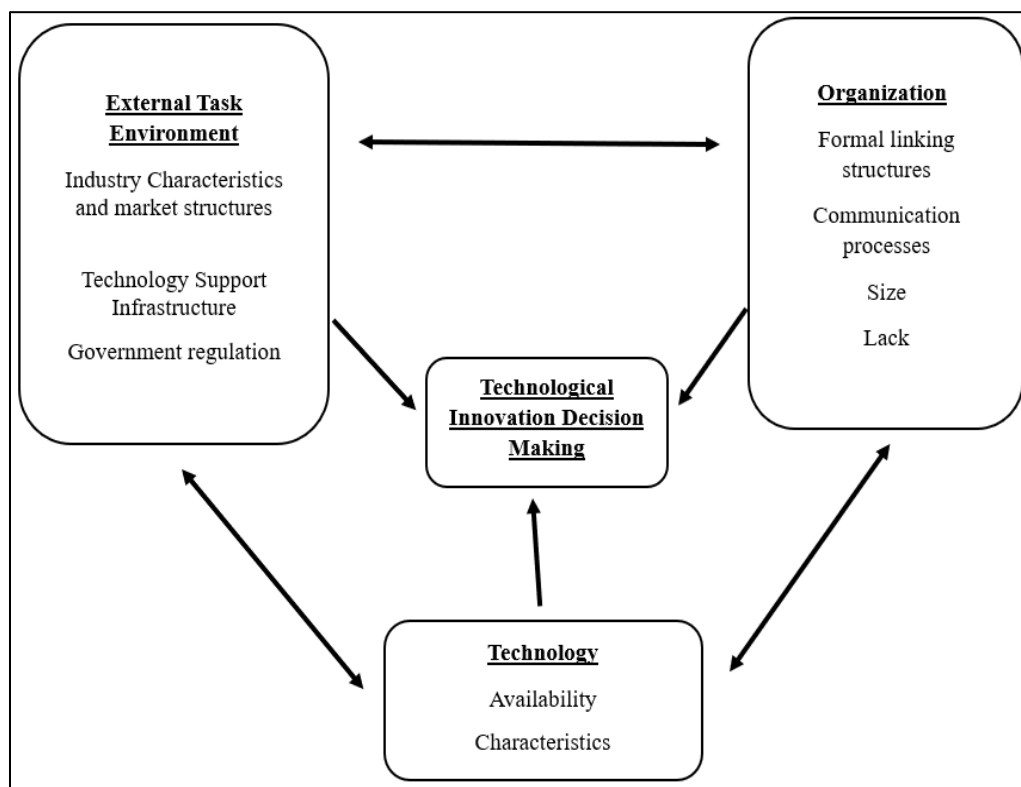 External Task
Environment
Industry Characteristics
and market structures
Technology Support
Infrastructure
Government regulation
Organization
Formal linking
structures
Communication
processes
Size
Lack
Technological
Innovation Decision
Making
Technology
Availability
Characteristics